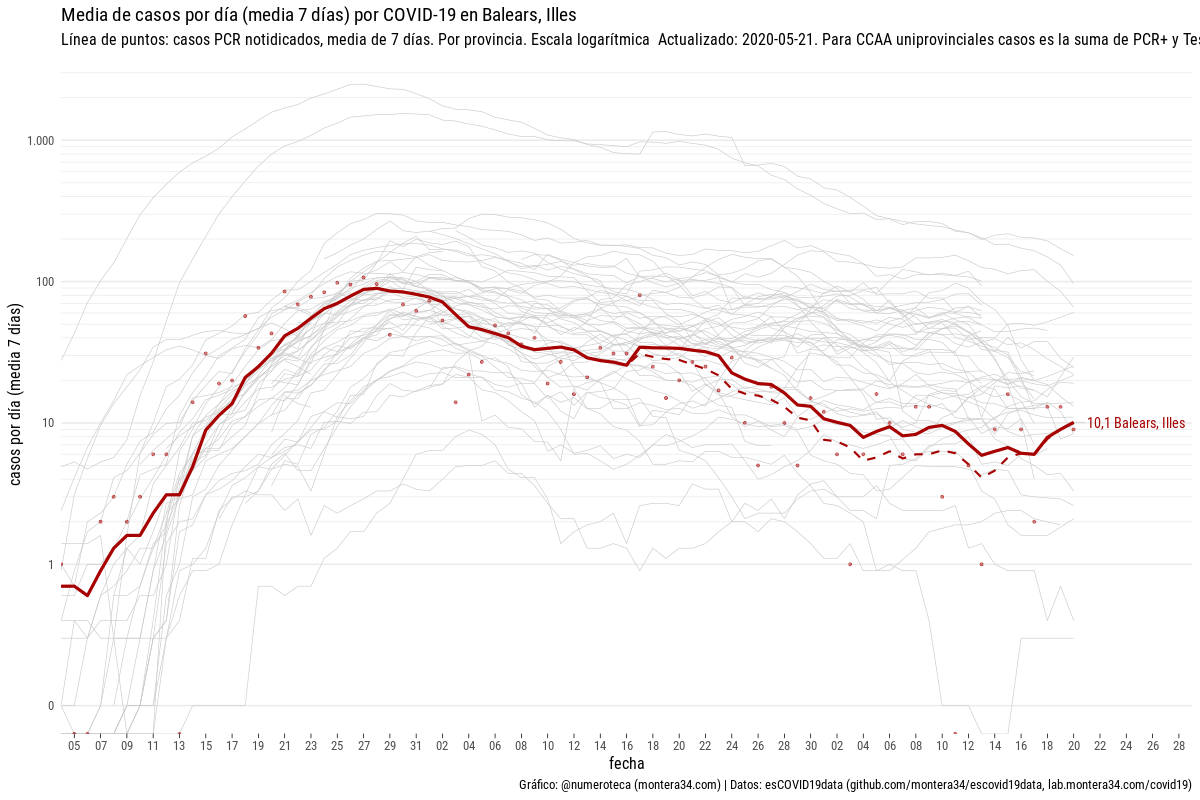 Media de casos por día (media 7 días) por COVID-19 en Balears, Illes
Línea de puntos: casos PCR notidicados, media de 7 días. Por provincia. Escala logarítmica  Actualizado: 2020-05-21. Para CCAA uniprovinciales casos es la suma de PCR+ y Tes
casos por día (media 7 días)
1.000
100
10
1
0
10,1 Balears, Illes
05 07 09 11 13 15 17 19 21 23 25 27 29 31 02 04 06 08 10 12 14 16 18 20 22 24 26 28 30 02 04 06 08 10 12 14 16 18 20 22 24 26 28
fecha
Gráfico: @numeroteca (montera34.com) | Datos: esCOVID19data (github.com/montera34/escovid19data, lab.montera34.com/covid19)